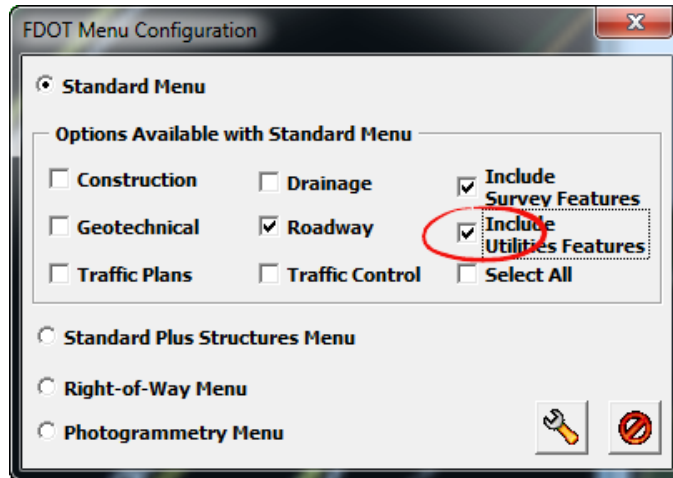 FDOT Menu Configuration
Standard Menu
Options Available with Standard Menu
Construction
Drainage
Include
Survey Features
Geotechnical
Roadway
Include
Utilities Features
Traffic Plans
Traffic Control
Select All
Standard Plus Structures Menu
Right-of-Way Menu
Photogrammetry Menu